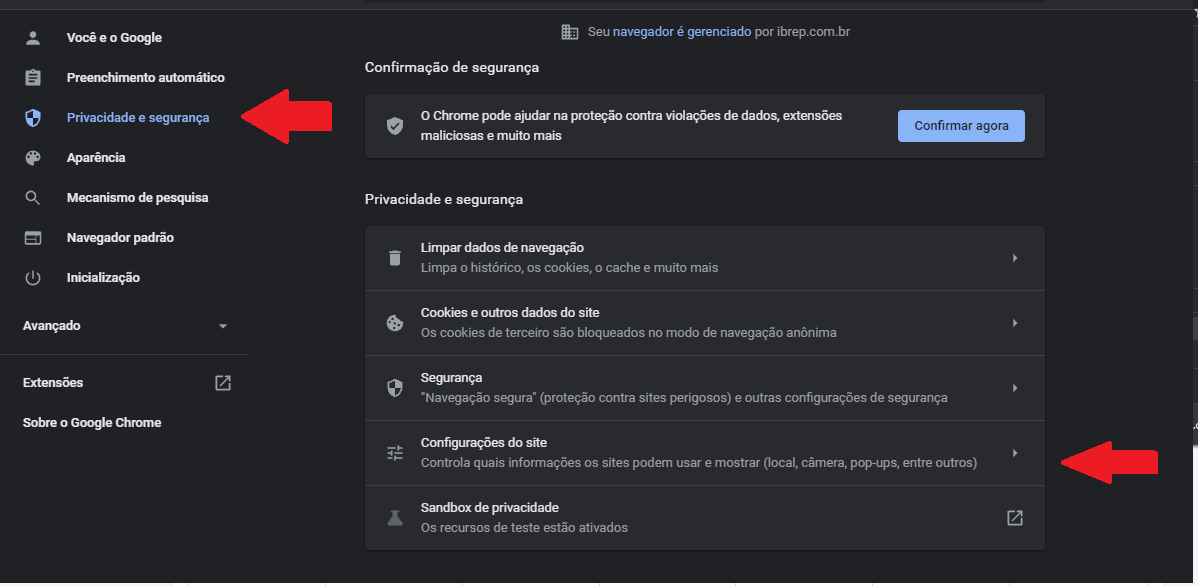 Você e o Google
Preenchimento automático
Privacidade e segurança
Aparência
Mecanismo de pesquisa
Navegador padrão
Inicialização
Avançado
Extensões
Sobre o Google Chrome
Seu navegador é gerenciado por ibrep.com.br
Confirmação de segurança
O Chrome pode ajudar na proteção contra violações de dados, extensões
maliciosas e muito mais
Confirmar agora
Privacidade e segurança
Limpar dados de navegação
Limpa o histórico, os cookies, o cache e muito mais
Cookies e outros dados do site
Os cookies de terceiro são bloqueados no modo de navegação anônima
Segurança
"Navegação segura" (proteção contra sites perigosos) e outras configurações de segurança
Configurações do site
Controla quais informações os sites podem usar e mostrar (local, câmera, pop-ups, entre outros)
Sandbox de privacidade
Os recursos de teste estão ativados